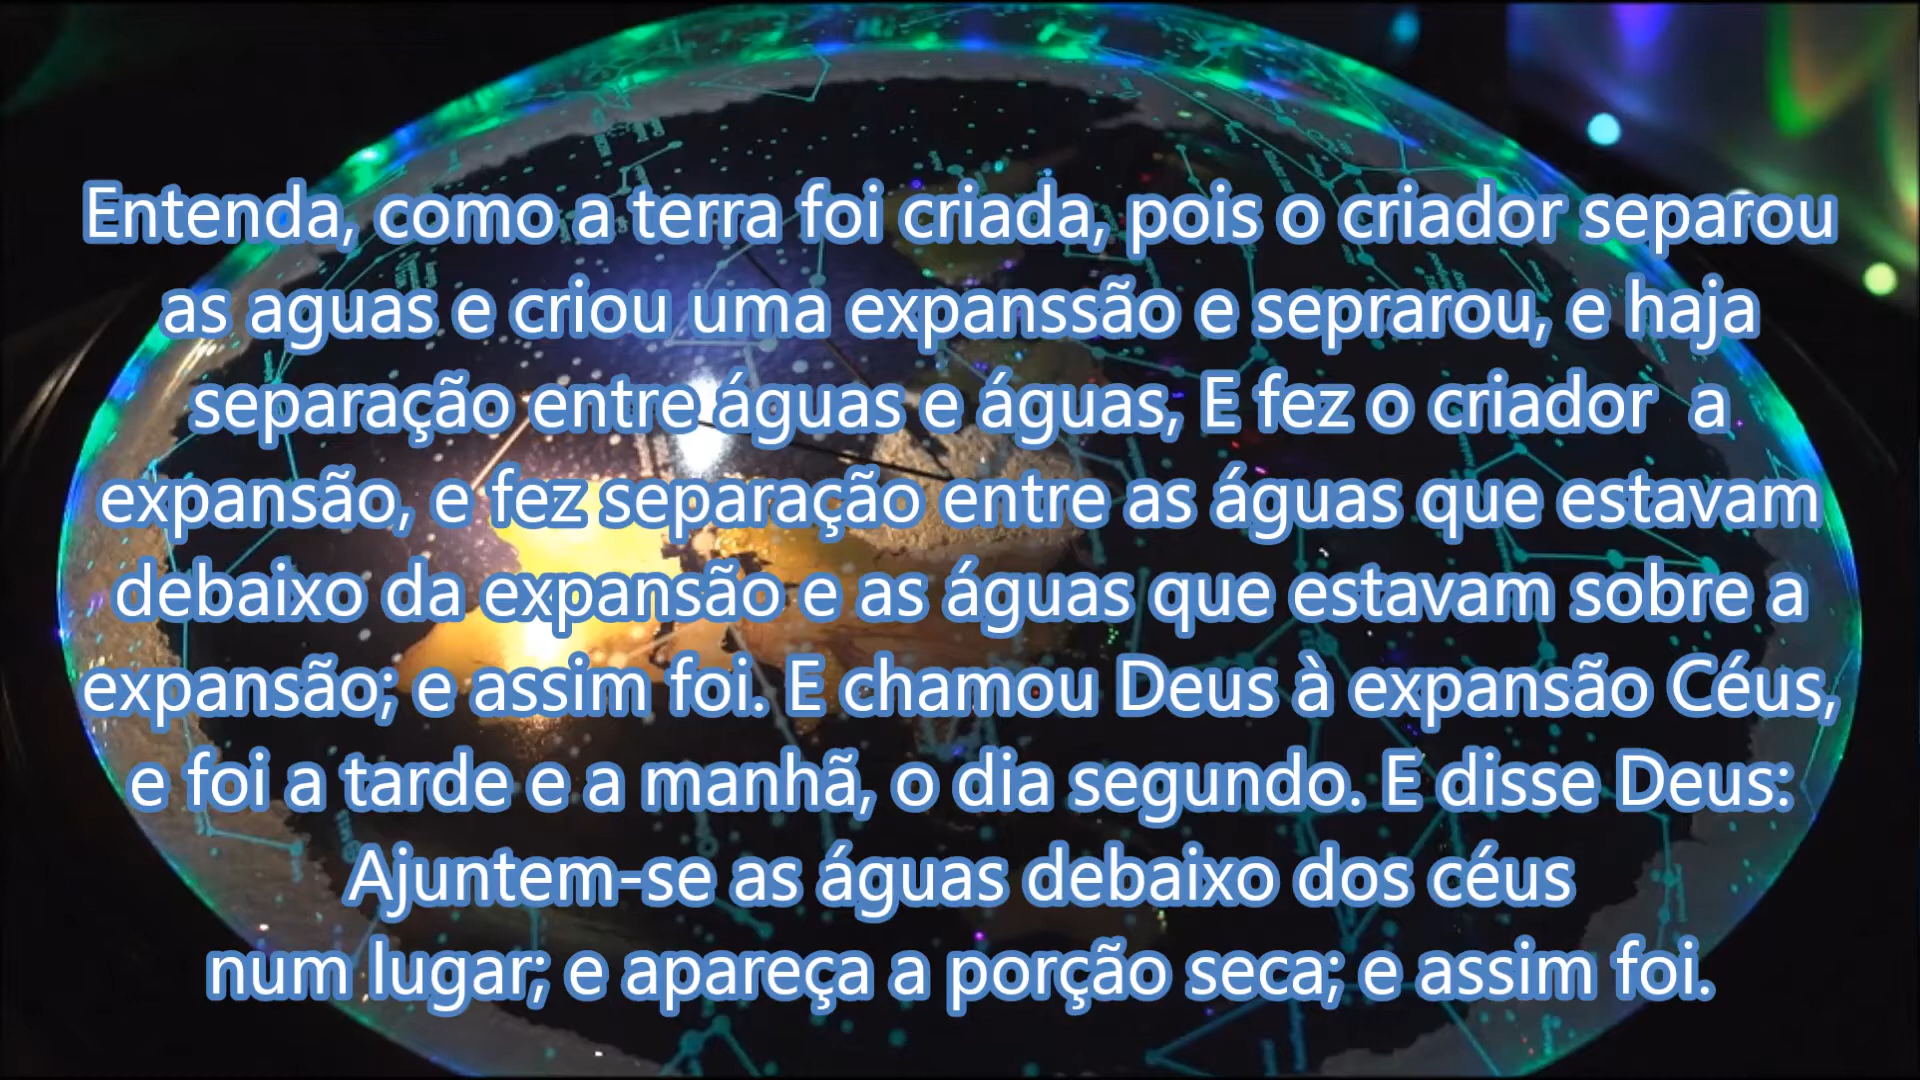 Entenda, como a terra foi criada, pois o criador separou
as aguas e criou uma expanssão e seprarou, e haja
separação entre águas e águas, E fez o criador  a
expansão, e fez separação entre as águas que estavam
debaixo da expansão e as águas que estavam sobre a
expansão; e assim foi. E chamou Deus à expansão Céus,
e foi a tarde e a manhã, o dia segundo. E disse Deus:
Ajuntem-se as águas debaixo dos céus
num lugar; e apareça a porção seca; e assim foi.